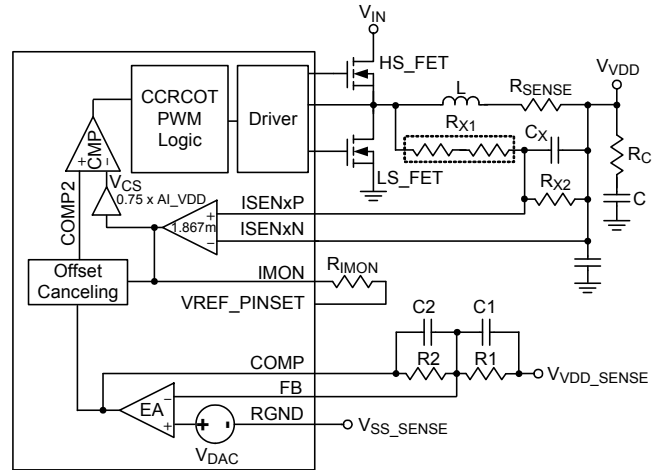 V_IN
HS_FET
CCRCOT
PWM
Logic
Driver
L
R_SENSE
V_VDD
R_X1
C_X
R_C
C
LS_FET
R_X2
+
CMP
-
V_CS
0.75 x AI_VDD
COMP2
ISENxP
+
1.867m
-
ISENxN
Offset
Canceling
IMON
R_IMON
VREF_PINSET
C2
C1
COMP
R2
R1
V_VDD_SENSE
FB
EA
-
+
+
-
RGND
V_SS_SENSE
V_DAC